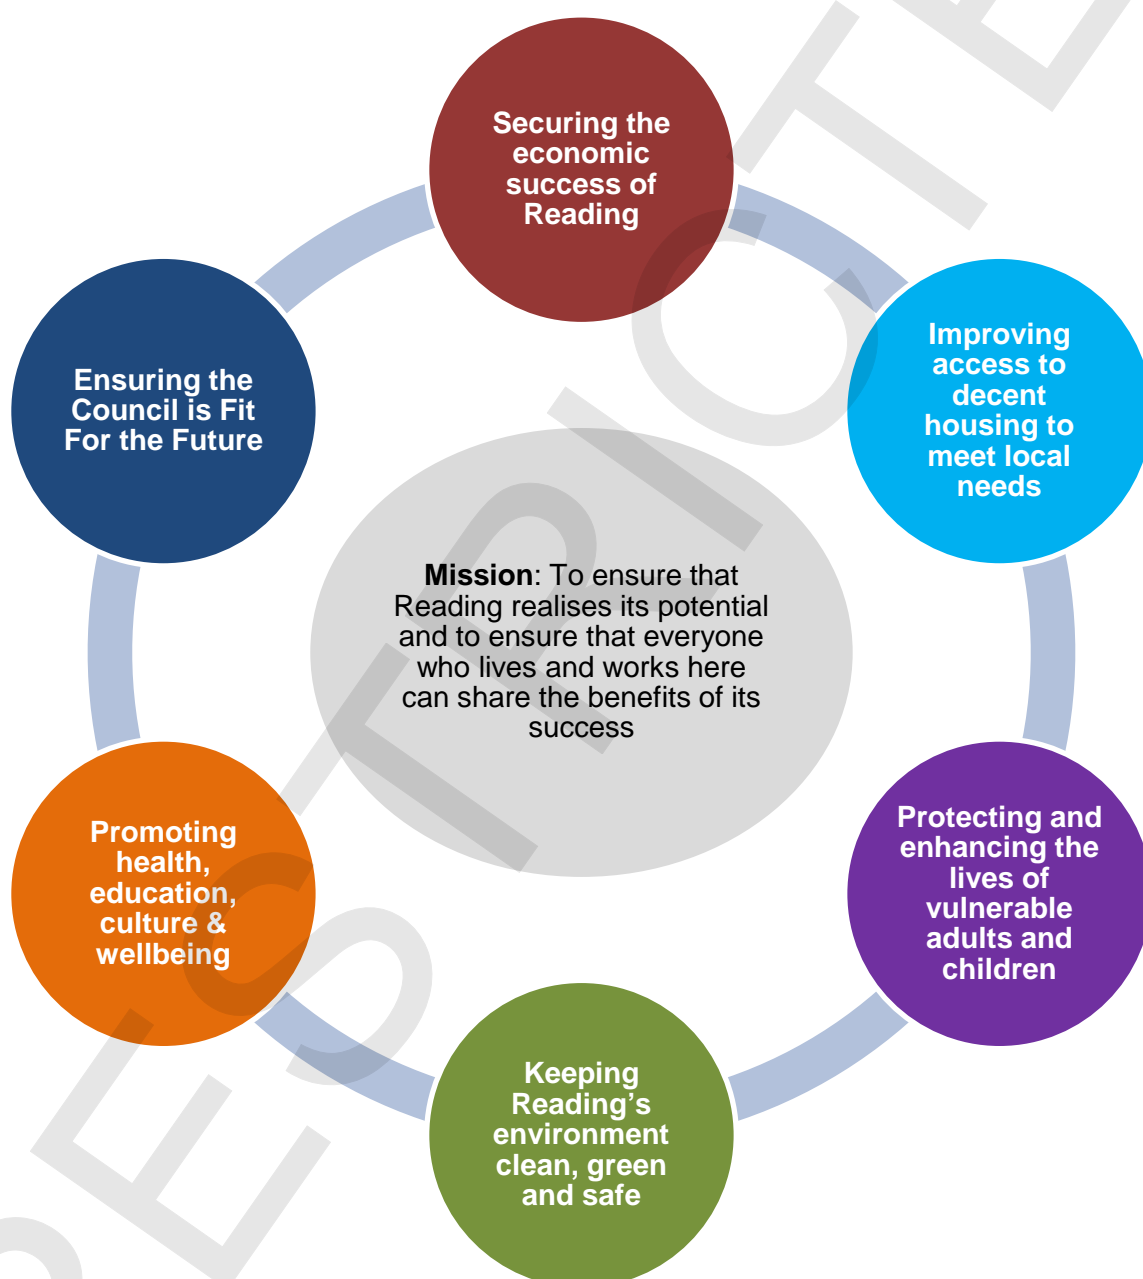 Securing the
economic
success of
Reading
Improving
access to
decent
housing to
meet local
needs
Protecting and
enhancing the
lives of
vulnerable
adults and
children
Keeping
Reading's
environment
clean, green
and safe
Promoting
health,
education,
culture &
wellbeing
Ensuring the
Council is Fit
For the Future
Mission: To ensure that
Reading realises its potential
and to ensure that everyone
who lives and works here
can share the benefits of its
success